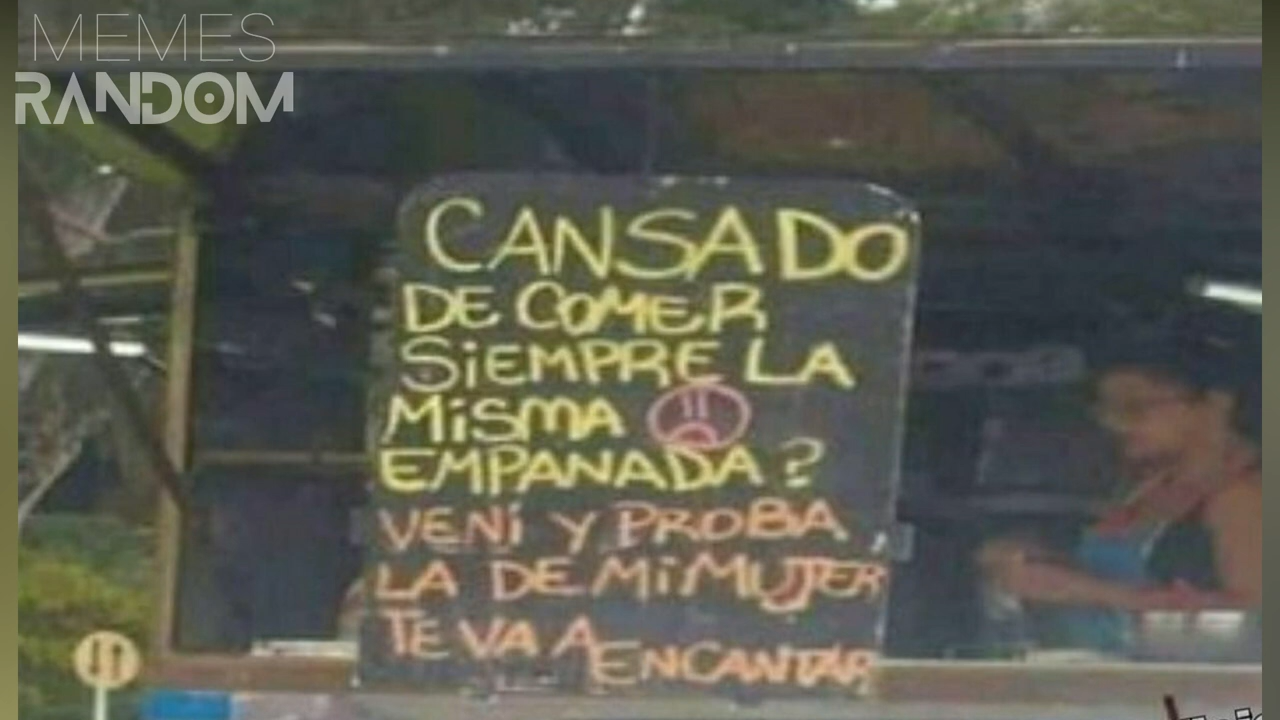 MEMES
RANDOM
CANSADO
DE COMER
SIEMPRE LA
MISMA
EMPANADA?
VENI Y PROBA
LA DE MI MUJER
TE VA A ENCANTAR